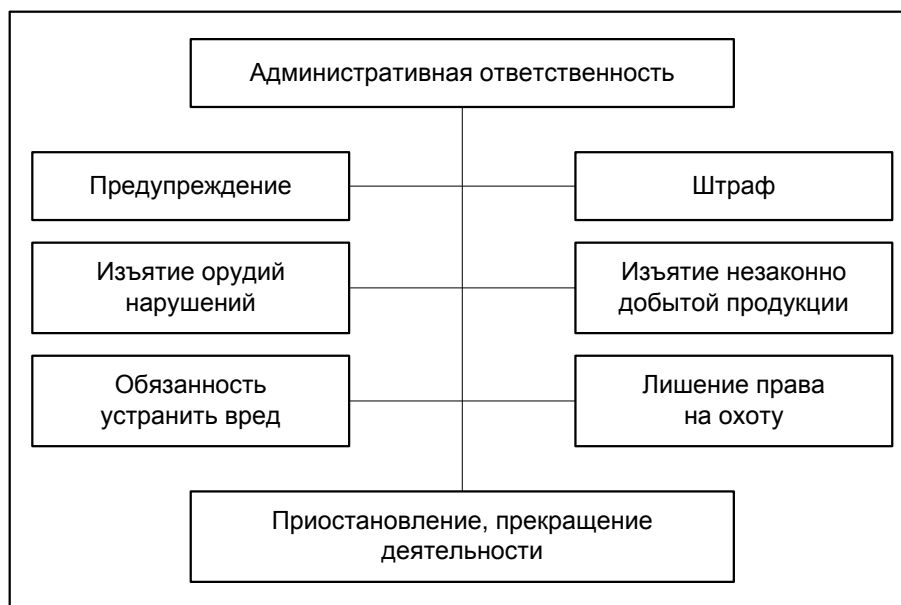 Административная ответственность
Предупреждение
Штраф
Изъятие орудий
нарушений
Изъятие незаконно
добытой продукции
Обязанность
устранить вред
Лишение права
на охоту
Приостановление, прекращение
деятельности